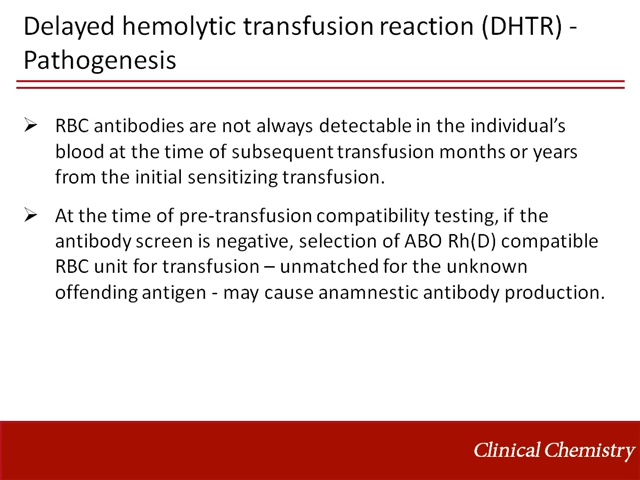 Delayed hemolytic transfusion reaction (DHTR) -
Pathogenesis
➢ RBC antibodies are not always detectable in the individual’s
blood at the time of subsequent transfusion months or years
from the initial sensitizing transfusion.
➢ At the time of pre-transfusion compatibility testing, if the
antibody screen is negative, selection of ABO Rh(D) compatible
RBC unit for transfusion – unmatched for the unknown
offending antigen - may cause anamnestic antibody production.
Clinical Chemistry